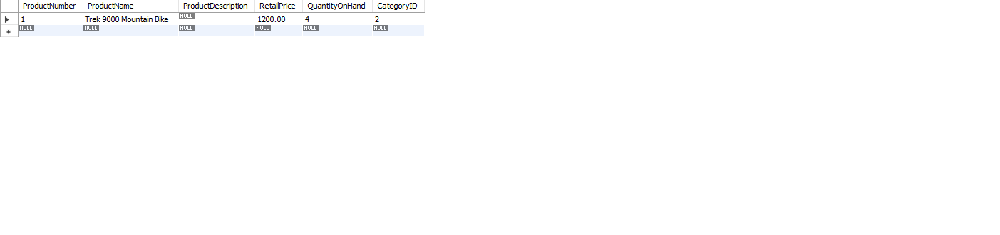 ProductNumber ProductName ProductDescription RetailPrice QuantityOnHand CategoryID
1 Trek 9000 Mountain Bike NULL 1200.00 4 2
NULL NULL NULL NULL NULL NULL